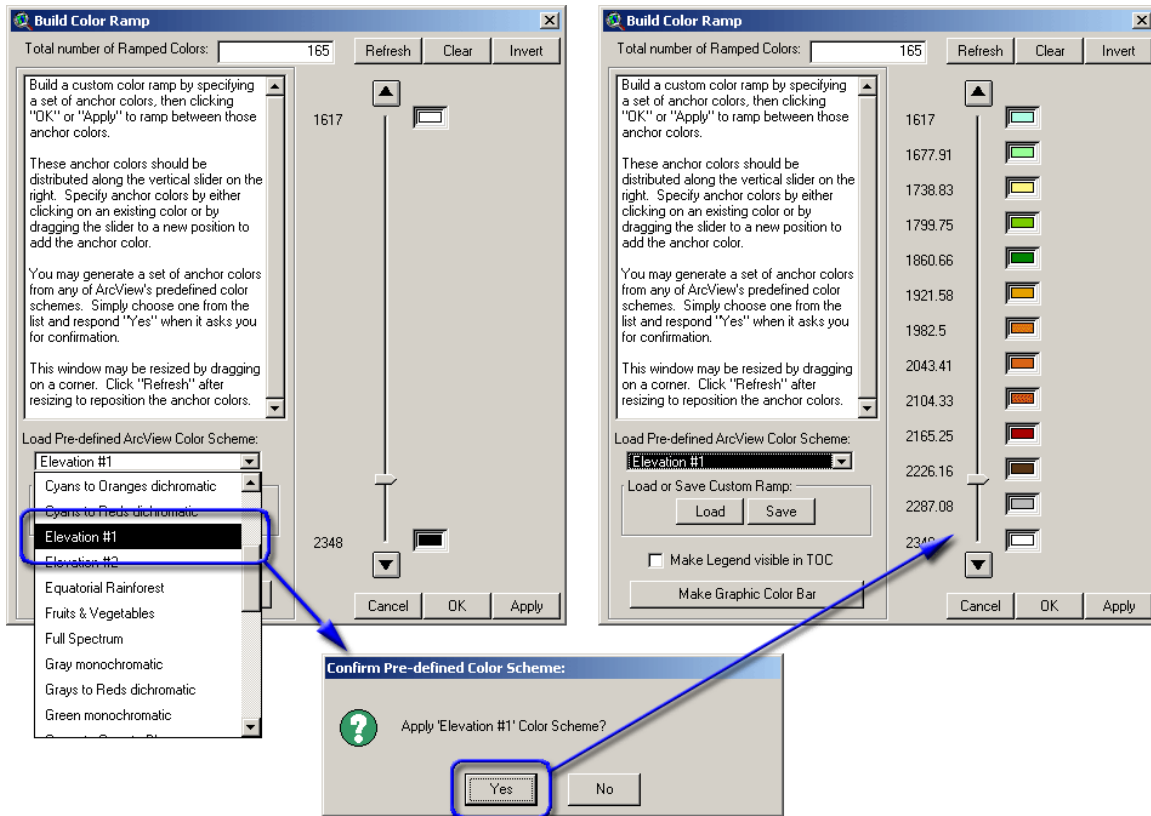 Build Color Ramp
Total number of Ramped Colors: 165 Refresh Clear Invert
Build a custom color ramp by specifying
a set of anchor colors, then clicking
"OK" or "Apply" to ramp between those
anchor colors.
These anchor colors should be
distributed along the vertical slider on the
right. Specify anchor colors by either
clicking on an existing color or by
dragging the slider to a new position to
add the anchor color.
You may generate a set of anchor colors
from any of ArcView's predefined color
schemes. Simply choose one from the
list and respond "Yes" when it asks you
for confirmation.
This window may be resized by dragging
on a corner. Click "Refresh" after
resizing to reposition the anchor colors.
1617
2348
Load Pre-defined ArcView Color Scheme:
Elevation #1
Cyans to Oranges dichromatic
Cyans to Reds dichromatic
Elevation #1
Elevation #2
Equatorial Rainforest
Fruits & Vegetables
Full Spectrum
Gray monochromatic
Grays to Reds dichromatic
Green monochromatic
Cancel OK Apply
Build Color Ramp
Total number of Ramped Colors: 165 Refresh Clear Invert
Build a custom color ramp by specifying
a set of anchor colors, then clicking
"OK" or "Apply" to ramp between those
anchor colors.
These anchor colors should be
distributed along the vertical slider on the
right. Specify anchor colors by either
clicking on an existing color or by
dragging the slider to a new position to
add the anchor color.
You may generate a set of anchor colors
from any of ArcView's predefined color
schemes. Simply choose one from the
list and respond "Yes" when it asks you
for confirmation.
This window may be resized by dragging
on a corner. Click "Refresh" after
resizing to reposition the anchor colors.
1617
1677.91
1738.83
1799.75
1860.66
1921.58
1982.5
2043.41
2104.33
2165.25
2226.16
2287.08
2348
Load Pre-defined ArcView Color Scheme:
Elevation #1
Load or Save Custom Ramp:
Load Save
Make Legend visible in TOC
Make Graphic Color Bar
Cancel OK Apply
Confirm Pre-defined Color Scheme:
Apply 'Elevation #1' Color Scheme?
Yes No